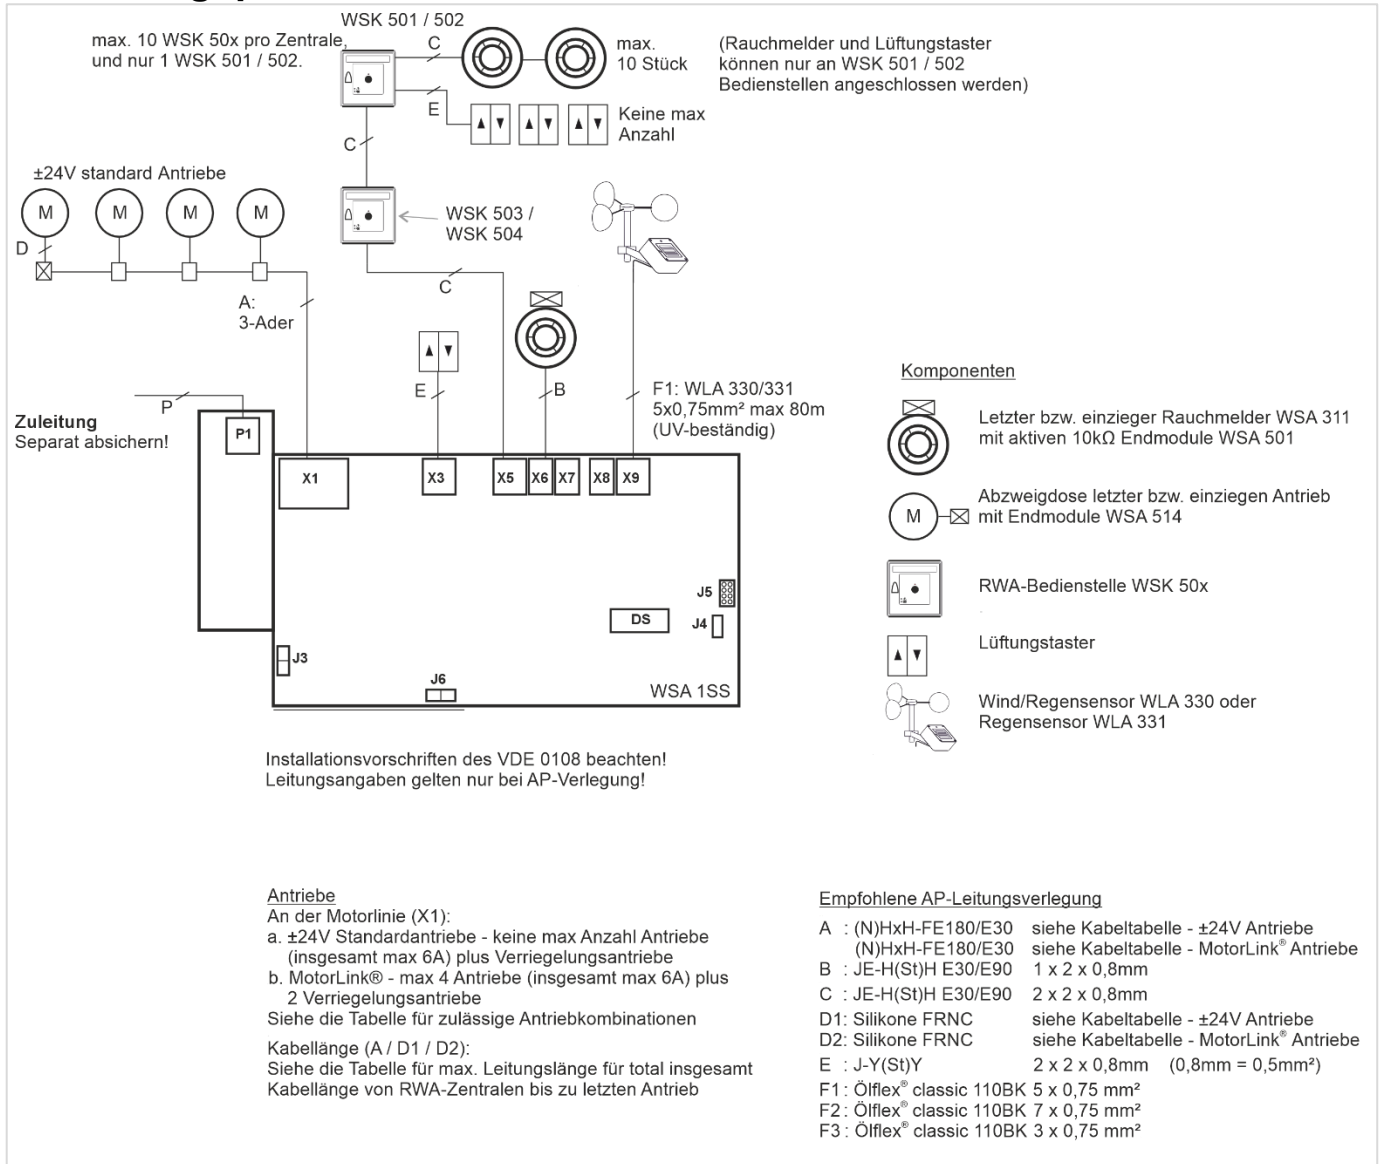 WSK 501 / 502
max. 10 WSK 50x pro Zentrale,
und nur 1 WSK 501 / 502.
C
max.
10 Stück
(Rauchmelder und Lüftungstaster
können nur an WSK 501 / 502
Bedienstellen angeschlossen werden)
E
Keine max
Anzahl
C
±24V standard Antriebe
M
M
M
M
D
WSK 503 /
WSK 504
C
A:
3-Ader
E
B
F1: WLA 330/331
5x0,75mm² max 80m
(UV-beständig)
P
Zuleitung
Separat absichern!
P1
X1
X3
X5
X6
X7
X8
X9
J5
DS
J4
J3
J6
WSA 1SS
Komponenten
Letzter bzw. einzieger Rauchmelder WSA 311
mit aktiven 10kΩ Endmodule WSA 501
M
Abzweigdose letzter bzw. einziegen Antrieb
mit Endmodule WSA 514
RWA-Bedienstelle WSK 50x
Lüftungstaster
Wind/Regensensor WLA 330 oder
Regensensor WLA 331
Installationsvorschriften des VDE 0108 beachten!
Leitungsangaben gelten nur bei AP-Verlegung!
Antriebe
An der Motorlinie (X1):
a. ±24V Standardantriebe - keine max Anzahl Antriebe
(insgesamt max 6A) plus Verriegelungsantriebe
b. MotorLink® - max 4 Antriebe (insgesamt max 6A) plus
2 Verriegelungsantriebe
Siehe die Tabelle für zulässige Antriebkombinationen
Kabellänge (A / D1 / D2):
Siehe die Tabelle für max. Leitungslänge für total insgesamt
Kabellänge von RWA-Zentralen bis zu letzten Antrieb
Empfohlene AP-Leitungsverlegung
A : (N)HxH-FE180/E30 siehe Kabeltabelle - ±24V Antriebe
(N)HxH-FE180/E30 siehe Kabeltabelle - MotorLink® Antriebe
B : JE-H(St)H E30/E90 1 x 2 x 0,8mm
C : JE-H(St)H E30/E90 2 x 2 x 0,8mm
D1: Silikone FRNC siehe Kabeltabelle - ±24V Antriebe
D2: Silikone FRNC siehe Kabeltabelle - MotorLink® Antriebe
E : J-Y(St)Y 2 x 2 x 0,8mm (0,8mm = 0,5mm²)
F1: Ölflex® classic 110BK 5 x 0,75 mm²
F2: Ölflex® classic 110BK 7 x 0,75 mm²
F3: Ölflex® classic 110BK 3 x 0,75 mm²